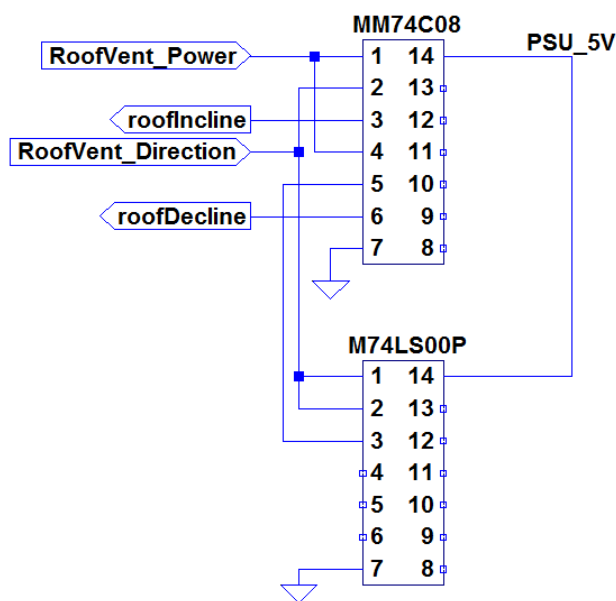 MM74C08
PSU_5V
RoofVent_Power
1 14
2 13
roofIncline
3 12
RoofVent_Direction
4 11
5 10
roofDecline
6 9
7 8
M74LS00P
1 14
2 13
3 12
4 11
5 10
6 9
7 8